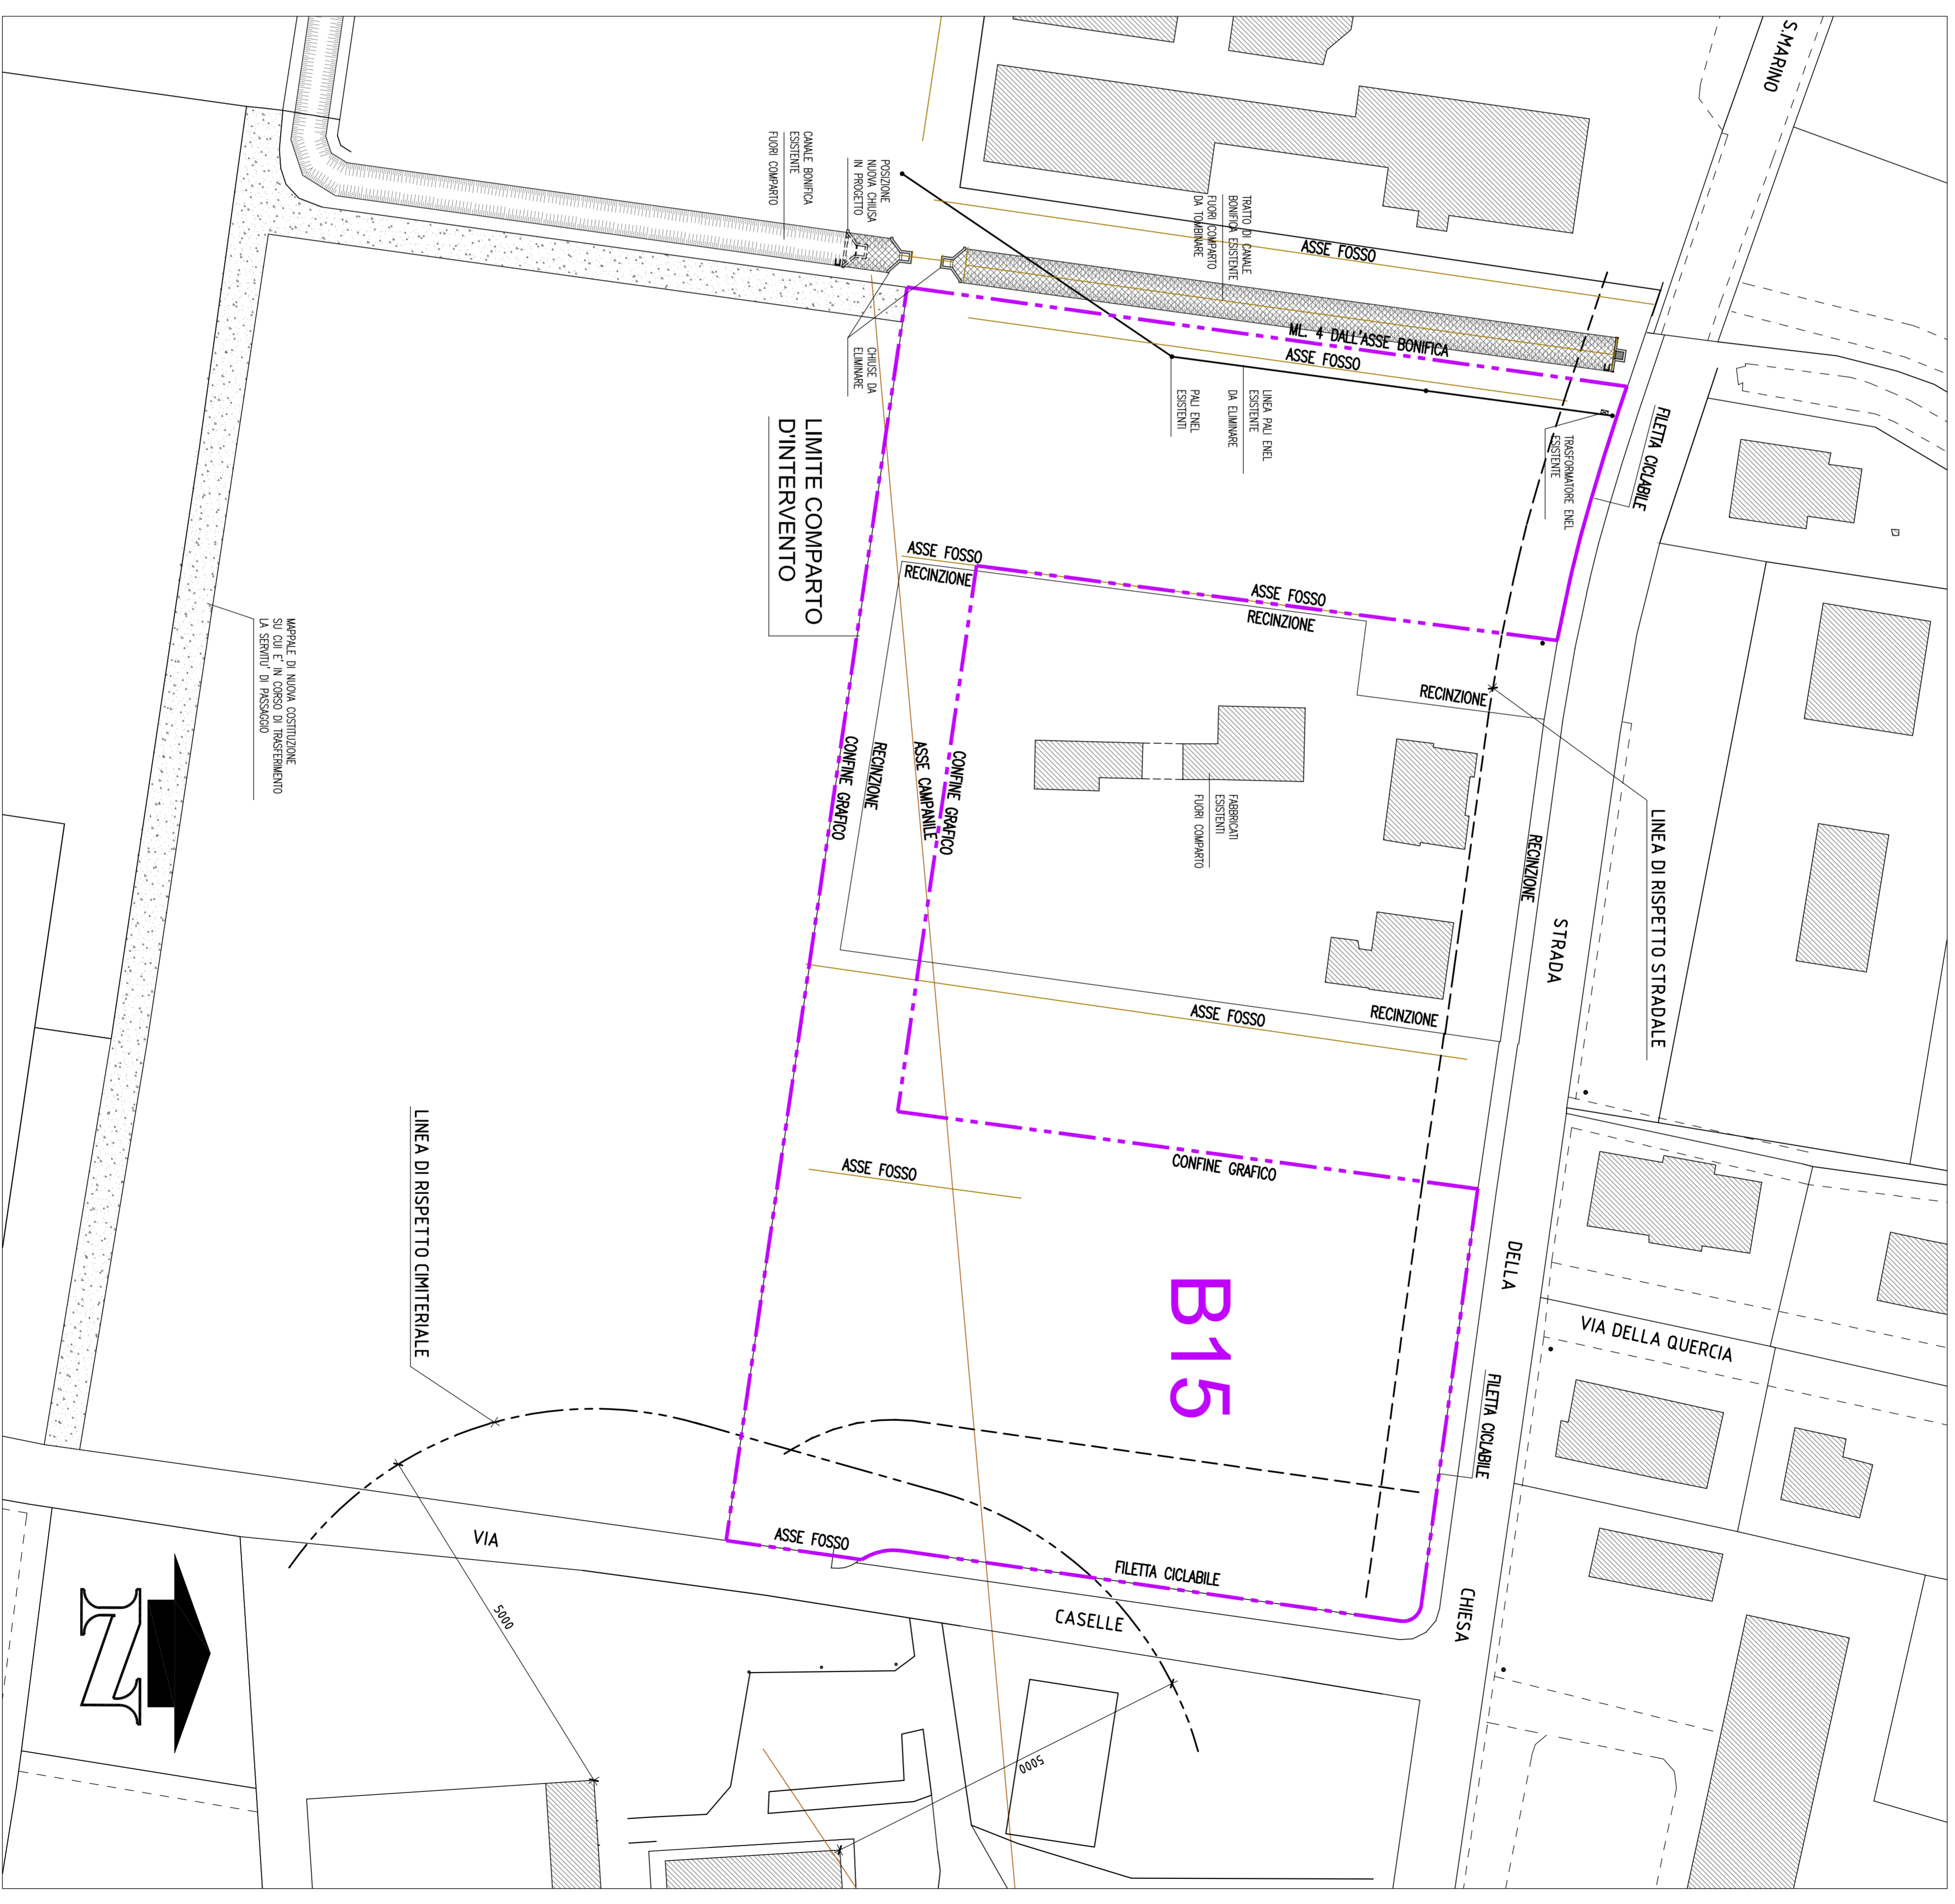 S.MARINO
CANALE BONIFICA
ESISTENTE
FUORI COMPARTO
POSIZIONE
NUOVA CHIUSA
IN PROGETTO
TRATTO DI CANALE
BONIFICA ESISTENTE
FUORI COMPARTO
DA TOMBINARE
ASSE FOSSO
ML. 4 DALL'ASSE BONIFICA
ASSE FOSSO
CHIUSE DA
ELIMINARE
LINEA PALI ENEL
ESISTENTE
DA ELIMINARE
PALI ENEL
ESISTENTI
FILETTA CICLABILE
TRASFORMATORE ENEL
ESISTENTE
LIMITE COMPARTO
D'INTERVENTO
ASSE FOSSO
RECINZIONE
ASSE FOSSO
RECINZIONE
RECINZIONE
MAPPALE DI NUOVA COSTITUZIONE
SU CUI E' IN CORSO DI TRASFERIMENTO
LA SERVITU' DI PASSAGGIO
CONFINE GRAFICO
RECINZIONE
ASSE CAMPANILE
CONFINE GRAFICO
FABBRICATI
ESISTENTI
FUORI COMPARTO
RECINZIONE
LINEA DI RISPETTO STRADALE
STRADA
ASSE FOSSO
RECINZIONE
LINEA DI RISPETTO CIMITERIALE
ASSE FOSSO
CONFINE GRAFICO
DELLA
B15
VIA DELLA QUERCIA
FILETTA CICLABILE
VIA
ASSE FOSSO
FILETTA CICLABILE
CASELLE
CHIESA
5000
5000
N